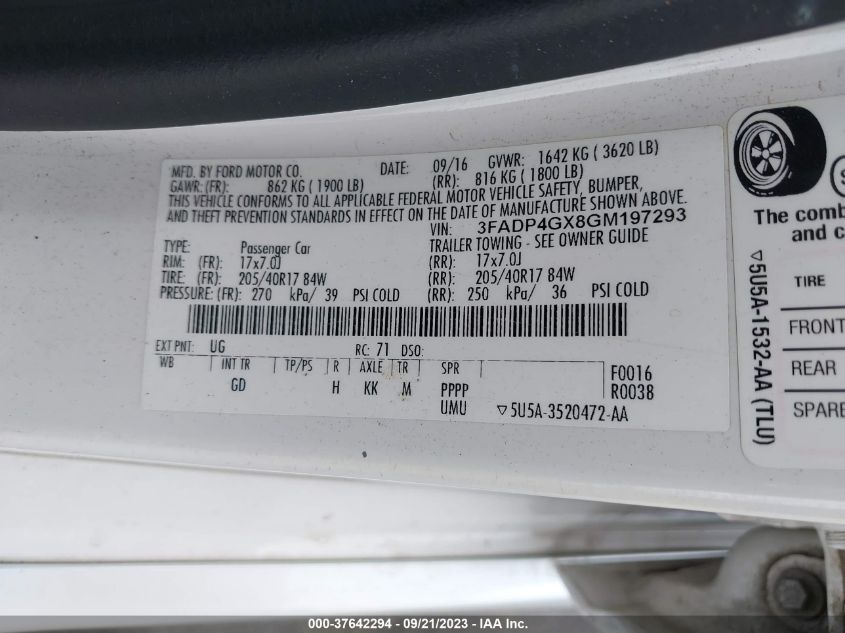 MFD. BY FORD MOTOR CO. DATE: 09/16 GVWR: 1642 KG ( 3620 LB)
GAWR:(FR): 862 KG ( 1900 LB) (RR): 816 KG ( 1800 LB)
THIS VEHICLE CONFORMS TO ALL APPLICABLE FEDERAL MOTOR VEHICLE SAFETY, BUMPER,
AND THEFT PREVENTION STANDARDS IN EFFECT ON THE DATE OF MANUFACTURE SHOWN ABOVE
VIN: 3FADP4GX8GM197293
TYPE: Passenger Car TRAILER TOWING - SEE OWNER GUIDE
RIM: (FR): 17x7.0J (RR): 17x7.0J
TIRE: (FR): 205/40R17 84W (RR): 205/40R17 84W
PRESSURE: (FR): 270 kPa/ 39 PSI COLD (RR): 250 kPa/ 36 PSI COLD
EXT PNT: UG RC: 71 DSO:
WB INT TR TP/PS R AXLE TR SPR F0016
GD H KK M PPPP R0038
UMU ▽5U5A-3520472-AA
The comb
and c
▽5U5A-1532-AA (TLU)
TIRE
FRONT
REAR
SPARE
000-37642294 - 09/21/2023 - IAA Inc.